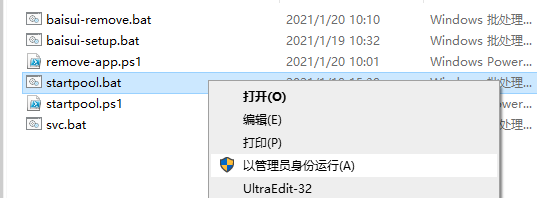 baisui-remove.bat 2021/1/20 10:10 Windows 批处理...
baisui-setup.bat 2021/1/19 10:32 Windows 批处理...
remove-app.ps1 2021/1/20 10:01 Windows Power...
startpool.bat Windows 批处理...
startpool.ps1 Windows Power...
svc.bat Windows 批处理...
打开(O)
编辑(E)
打印(P)
以管理员身份运行(A)
UltraEdit-32